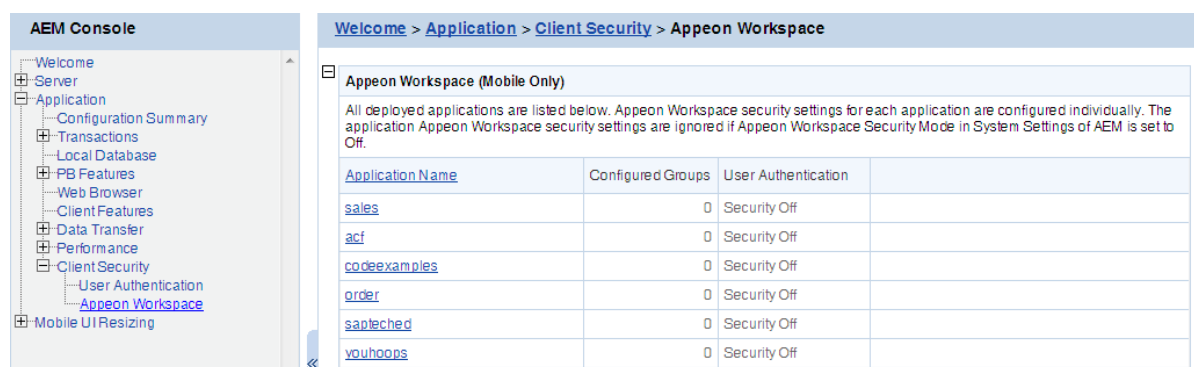 AEM Console
Welcome
Server
Application
Configuration Summary
Transactions
Local Database
PB Features
Web Browser
Client Features
Data Transfer
Performance
Client Security
User Authentication
Appeon Workspace
Mobile UI Resizing
Welcome > Application > Client Security > Appeon Workspace
Appeon Workspace (Mobile Only)
All deployed applications are listed below. Appeon Workspace security settings for each application are configured individually. The
application Appeon Workspace security settings are ignored if Appeon Workspace Security Mode in System Settings of AEM is set to
Off.
Application Name Configured Groups User Authentication
sales 0 Security Off
acf 0 Security Off
codeexamples 0 Security Off
order 0 Security Off
sapteched 0 Security Off
youhoops 0 Security Off